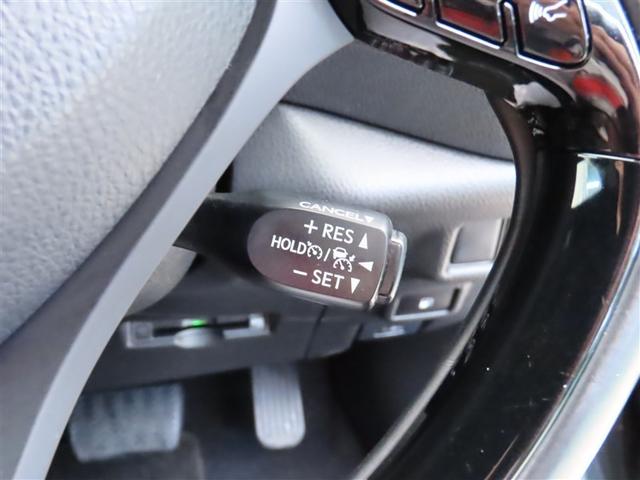 CANCEL▼
+ RES ▲
HOLD / ◀
− SET ▼